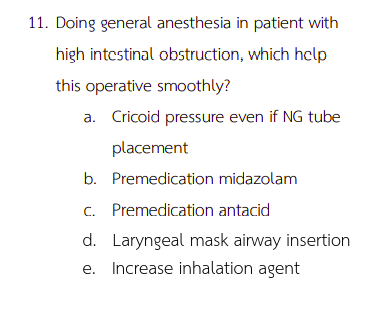 11. Doing general anesthesia in patient with
high intestinal obstruction, which help
this operative smoothly?
a. Cricoid pressure even if NG tube
placement
b. Premedication midazolam
c. Premedication antacid
d. Laryngeal mask airway insertion
e. Increase inhalation agent